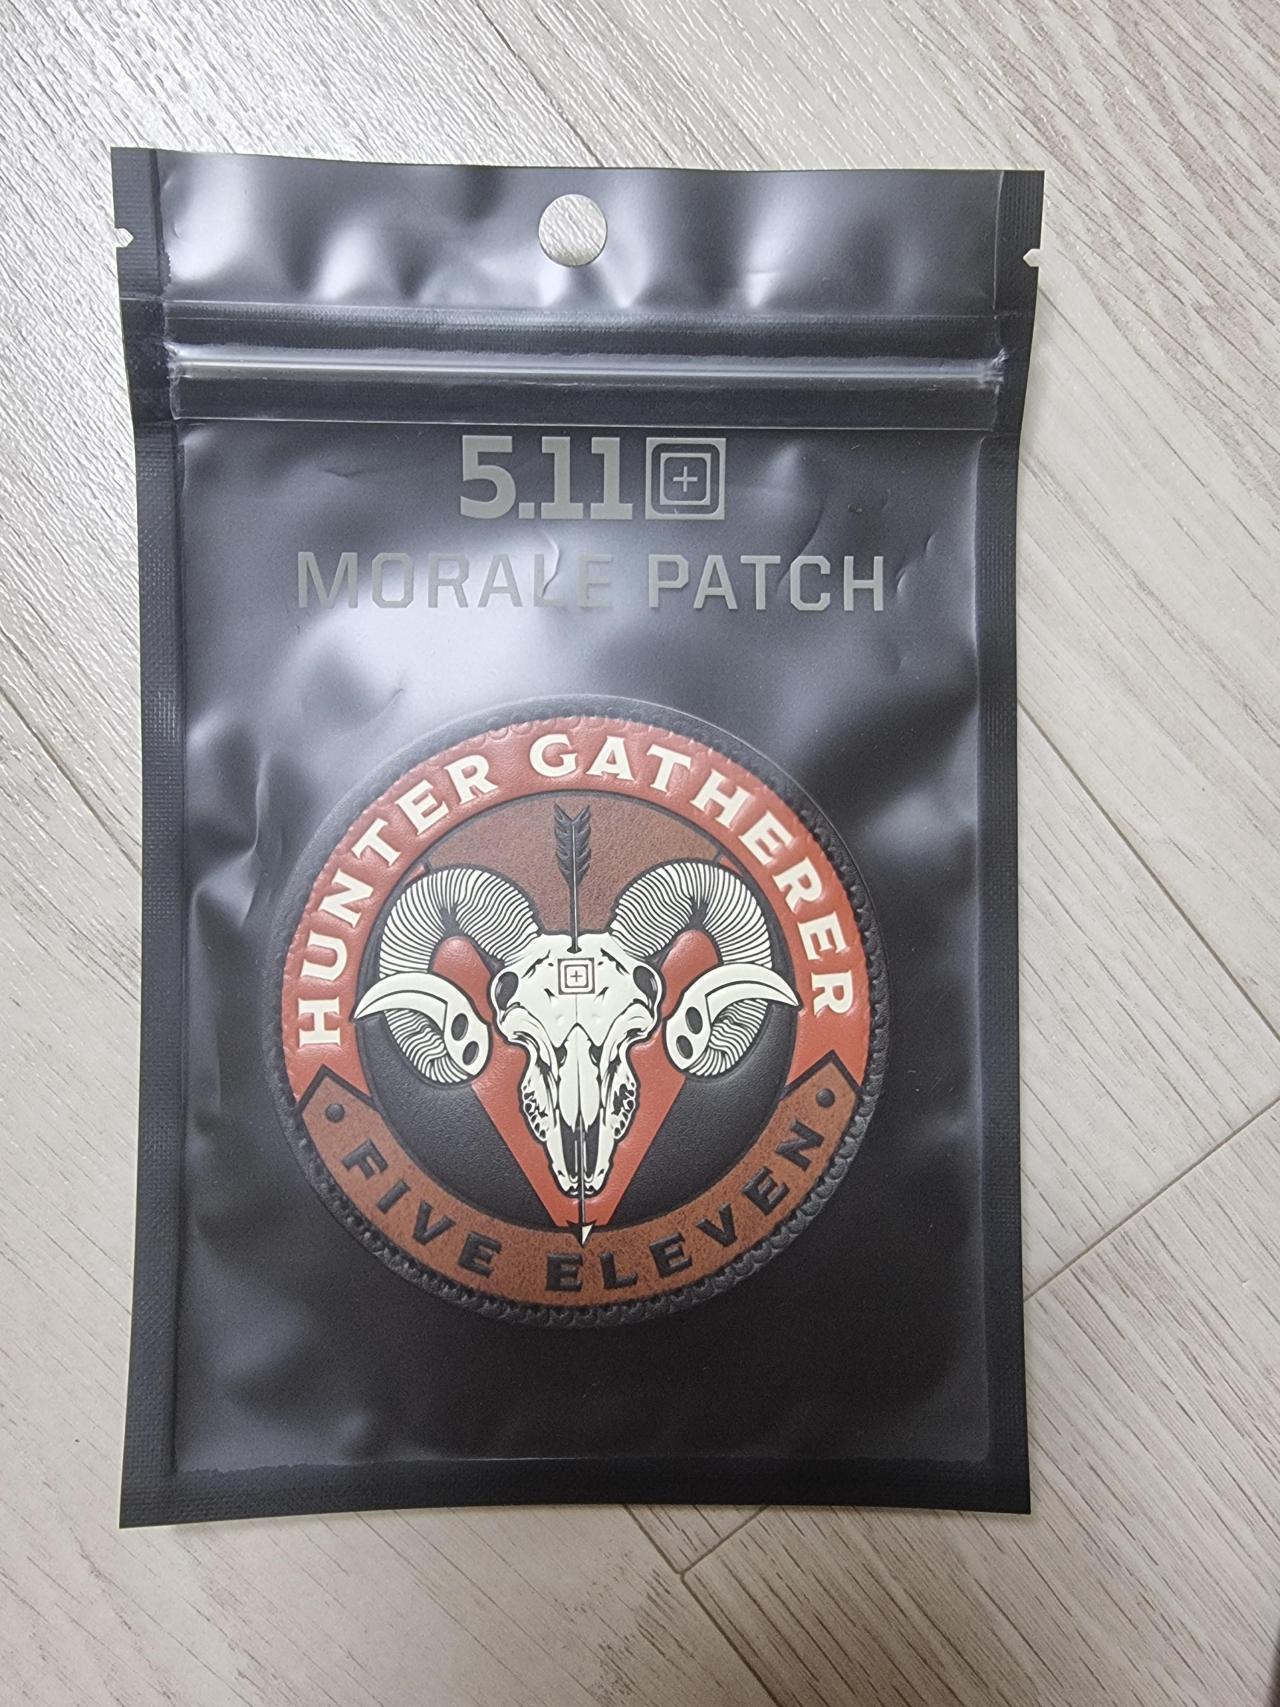 5.11
MORALE PATCH
HUNTER GATHERER
FIVE ELEVEN